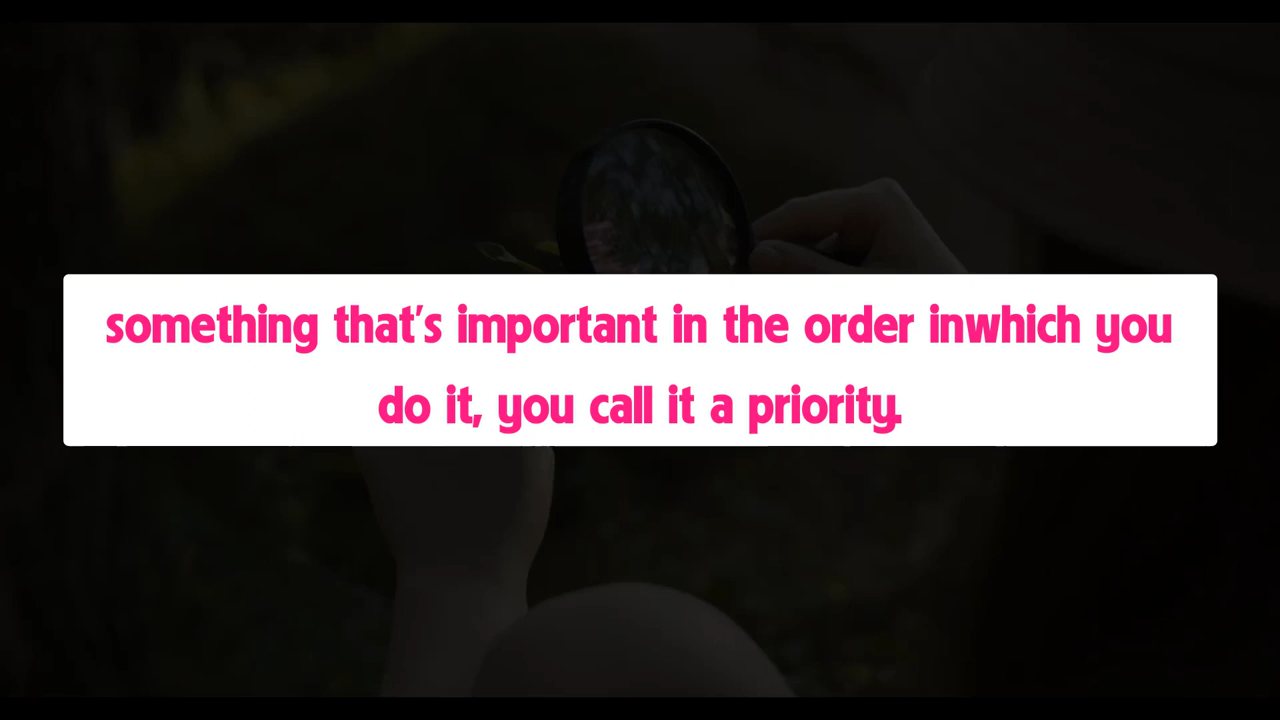 something that's important in the order inwhich you
do it, you call it a priority.